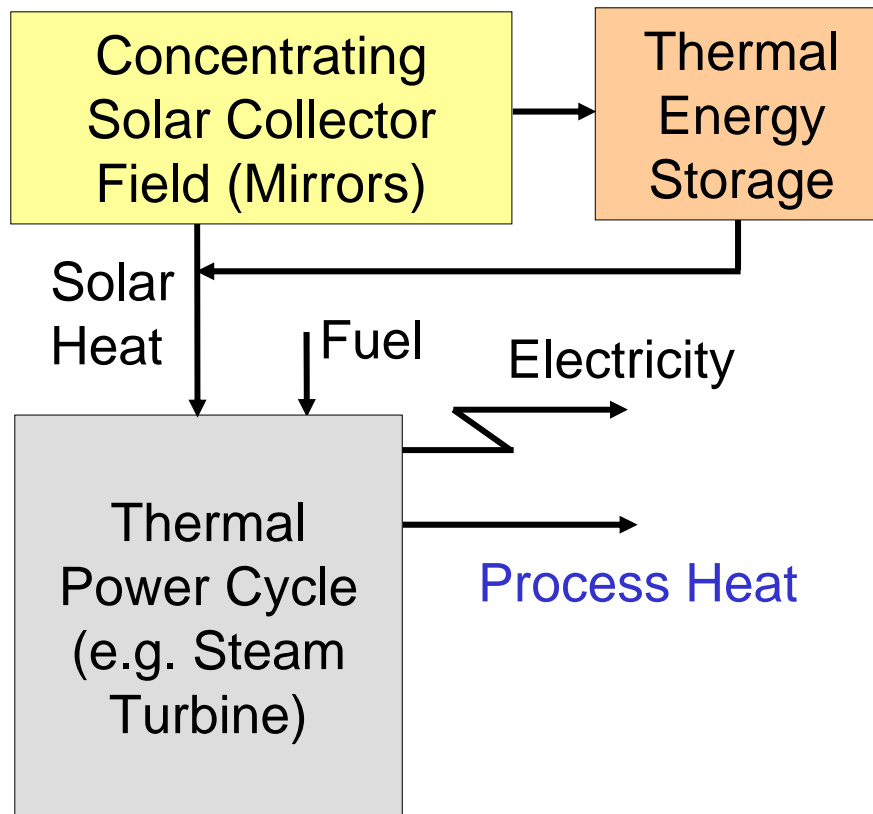 Concentrating
Solar Collector
Field (Mirrors)
Thermal
Energy
Storage
Solar
Heat
Fuel
Electricity
Thermal
Power Cycle
(e.g. Steam
Turbine)
Process Heat